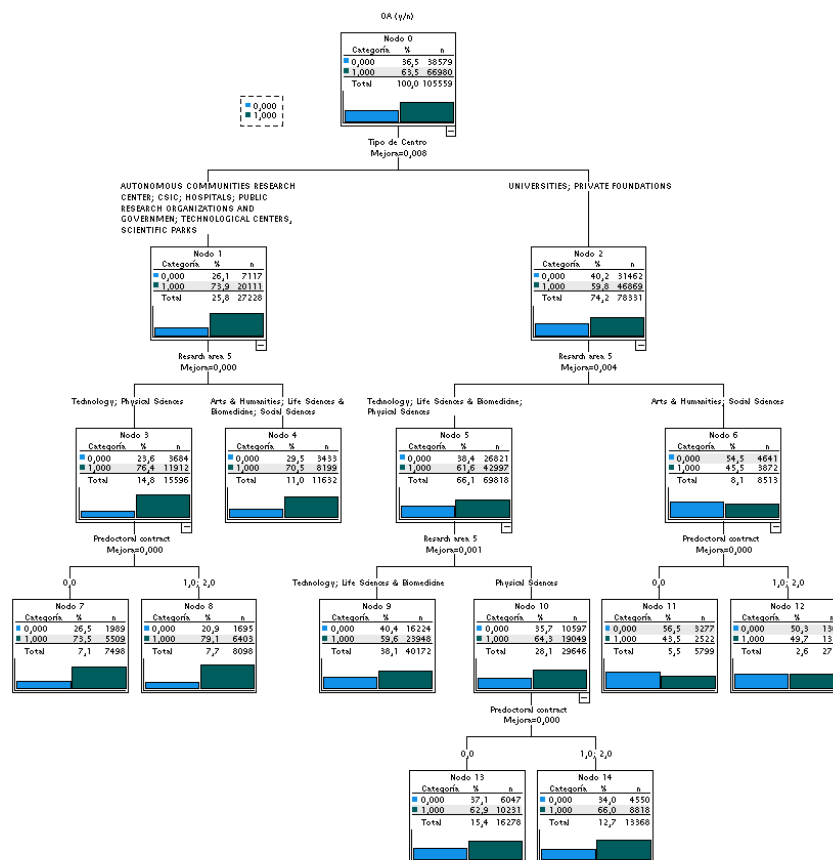 OA (y/n)
Nodo 0
Categoría % n
0,000 36,5 38579
1,000 63,5 66980
Total 100,0 105559
0,000
1,000
Tipo de Centro
Mejora=0,008
AUTONOMOUS COMMUNITIES RESEARCH
CENTER; CSIC; HOSPITALS; PUBLIC
RESEARCH ORGANIZATIONS AND
GOVERNMEN; TECHNOLOGICAL CENTERS,
SCIENTIFIC PARKS
UNIVERSITIES; PRIVATE FOUNDATIONS
Nodo 1
Categoría % n
0,000 26,1 7117
1,000 73,9 20111
Total 25,8 27228
Nodo 2
Categoría % n
0,000 40,2 31462
1,000 59,8 46869
Total 74,2 78331
Resarch area 5
Mejora=0,000
Resarch area 5
Mejora=0,004
Technology; Physical Sciences
Arts & Humanities; Life Sciences &
Biomedicine; Social Sciences
Technology; Life Sciences & Biomedicine;
Physical Sciences
Arts & Humanities; Social Sciences
Nodo 3
Categoría % n
0,000 23,6 3684
1,000 76,4 11912
Total 14,8 15596
Nodo 4
Categoría % n
0,000 29,5 3433
1,000 70,5 8199
Total 11,0 11632
Nodo 5
Categoría % n
0,000 38,4 26821
1,000 61,6 42997
Total 66,1 69818
Nodo 6
Categoría % n
0,000 54,5 4641
1,000 45,5 3872
Total 8,1 8513
Predoctoral contract
Mejora=0,000
Resarch area 5
Mejora=0,001
Predoctoral contract
Mejora=0,000
0,0
1,0; 2,0
Technology; Life Sciences & Biomedicine
Physical Sciences
0,0
1,0; 2,0
Nodo 7
Categoría % n
0,000 26,5 1989
1,000 73,5 5509
Total 7,1 7498
Nodo 8
Categoría % n
0,000 20,9 1695
1,000 79,1 6403
Total 7,7 8098
Nodo 9
Categoría % n
0,000 40,4 16224
1,000 59,6 23948
Total 38,1 40172
Nodo 10
Categoría % n
0,000 35,7 10597
1,000 64,3 19049
Total 28,1 29646
Nodo 11
Categoría % n
0,000 56,5 3277
1,000 43,5 2522
Total 5,5 5799
Nodo 12
Categoría % n
0,000 50,3
1,000 49,7
Total 2,6
Predoctoral contract
Mejora=0,000
0,0
1,0; 2,0
Nodo 13
Categoría % n
0,000 37,1 6047
1,000 62,9 10231
Total 15,4 16278
Nodo 14
Categoría % n
0,000 34,0 4550
1,000 66,0 8818
Total 12,7 13368